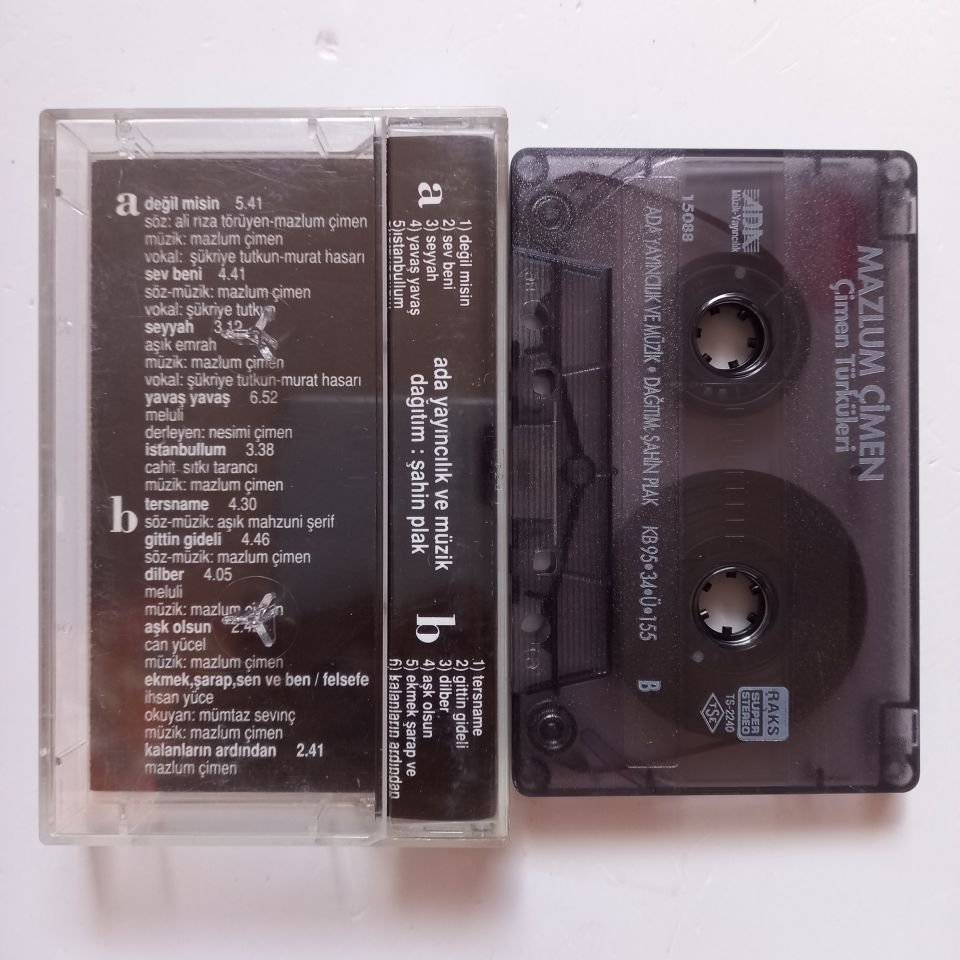 a değil misin 5.41
söz: ali rıza törüyen-mazlum çimen
müzik: mazlum çimen
vokal: şükriye tutkun-murat hasarı
sev beni 4.41
söz-müzik: mazlum çimen
vokal: şükriye tutkun
seyyah 3.12
aşık emrah
müzik: mazlum çimen
vokal: şükriye tutkun-murat hasarı
yavaş yavaş 6.52
meluli
derleyen: nesimi çimen
istanbullum 3.38
cahit sıtkı tarancı
müzik: mazlum çimen
b tersname 4.30
söz-müzik: aşık mahzuni şerif
gittin gideli 4.46
söz-müzik: mazlum çimen
dilber 4.05
meluli
müzik: mazlum çimen
aşk olsun
can yücel
müzik: mazlum çimen
ekmek,şarap,sen ve ben / felsefe
ihsan yüce
okuyan: mümtaz sevinç
müzik: mazlum çimen
kalanların ardından 2.41
mazlum çimen
a
1) değil misin
2) sev beni
3) seyyah
4) yavaş yavaş
5)istanbullum
ada yayıncılık ve müzik
dağıtım : şahin plak
b
1) tersname
2) gittin gideli
3) dilber
4) aşk olsun
5) ekmek şarap ve
6) kalanların ardından
MAZLUM ÇİMEN
Çimen Türküleri
ADA
Müzik-Yayıncılık
15088
ADA YAYINCILIK VE MÜZİK • DAĞITIM: ŞAHİN PLAK KB95•34•Ü•155
B
RAKS
SUPER
STEREO
TS-2240
TSE